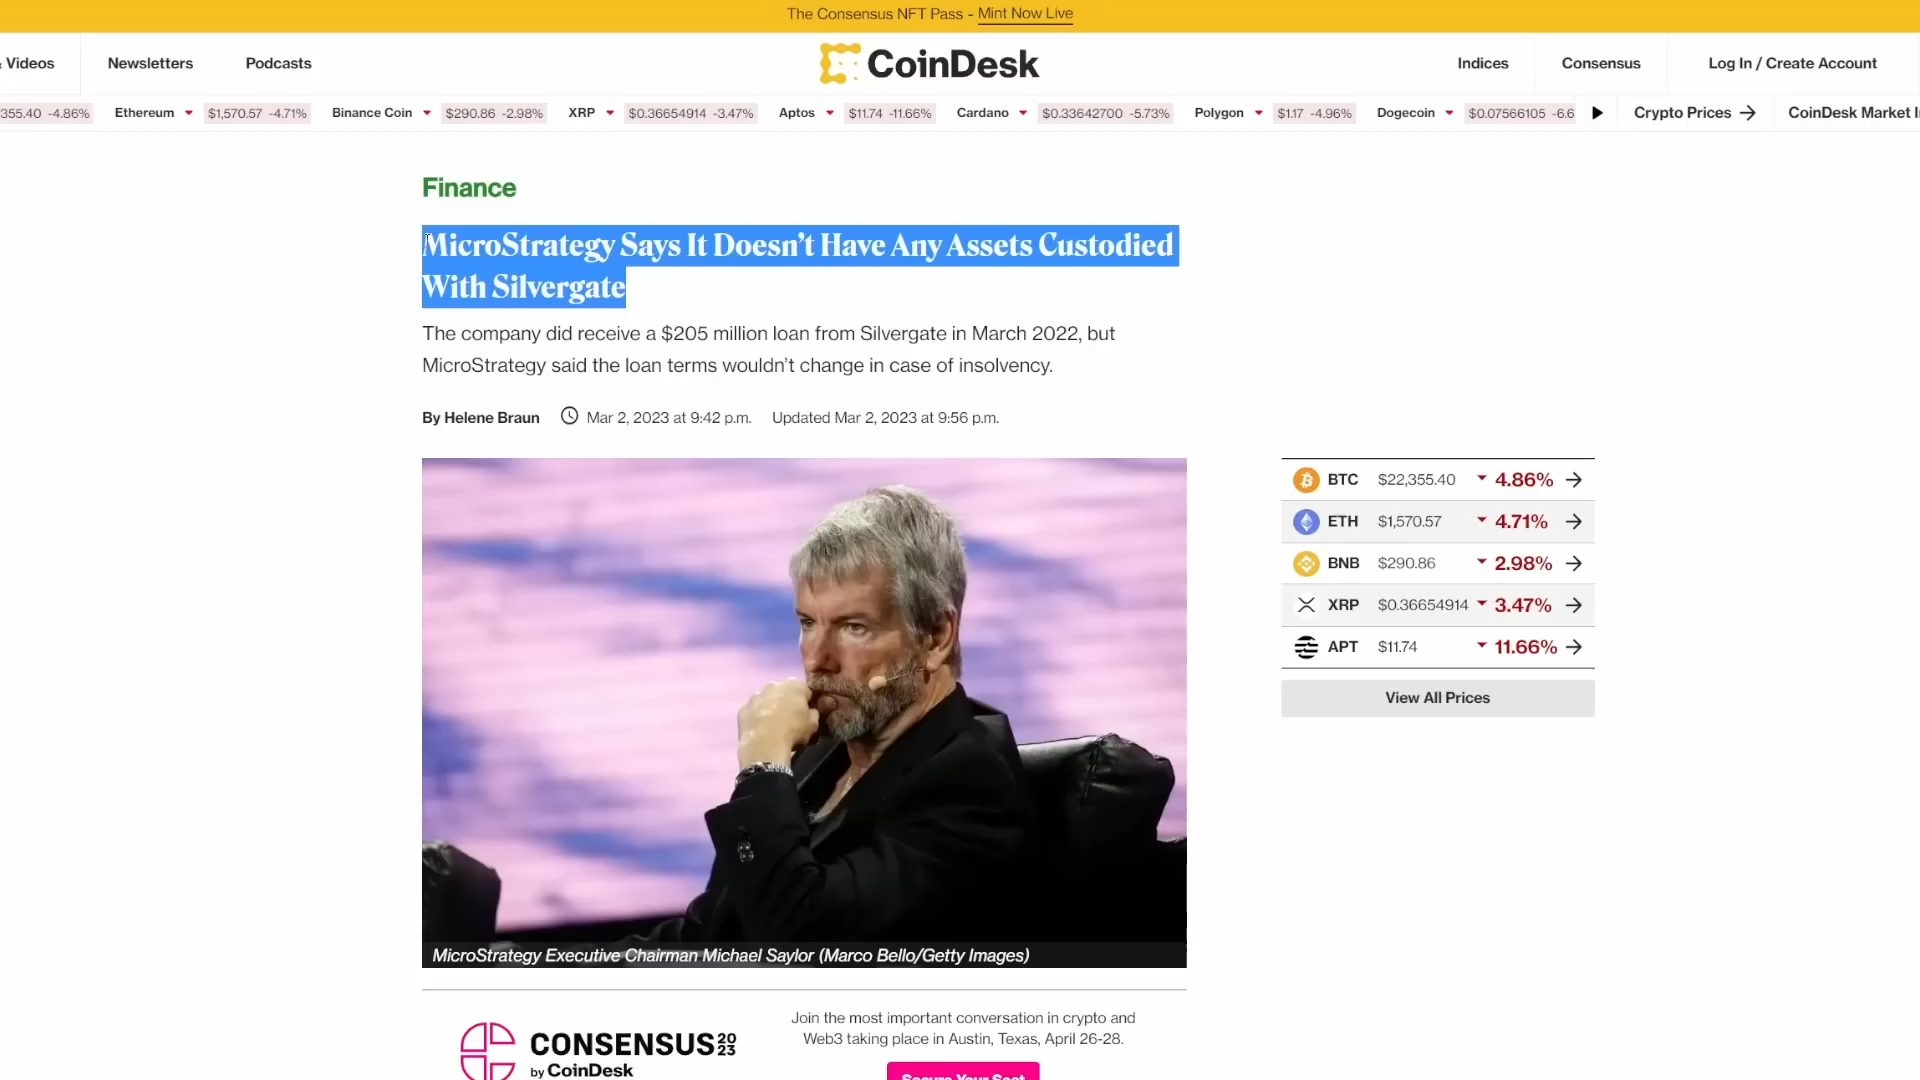 The Consensus NFT Pass - Mint Now Live
Videos
Newsletters
Podcasts
CoinDesk
Indices
Consensus
Log In / Create Account
355.40 -4.86%
Ethereum $1,570.57 -4.71%
Binance Coin $290.86 -2.98%
XRP $0.36654914 -3.47%
Aptos $11.74 -11.66%
Cardano $0.33642700 -5.73%
Polygon $1.17 -4.96%
Dogecoin $0.07566105 -6.6
Crypto Prices
CoinDesk Market I
Finance
MicroStrategy Says It Doesn’t Have Any Assets Custodied
With Silvergate
The company did receive a $205 million loan from Silvergate in March 2022, but
MicroStrategy said the loan terms wouldn’t change in case of insolvency.
By Helene Braun Mar 2, 2023 at 9:42 p.m. Updated Mar 2, 2023 at 9:56 p.m.
BTC $22,355.40 4.86%
ETH $1,570.57 4.71%
BNB $290.86 2.98%
XRP $0.36654914 3.47%
APT $11.74 11.66%
View All Prices
MicroStrategy Executive Chairman Michael Saylor (Marco Bello/Getty Images)
CONSENSUS 2023
by CoinDesk
Join the most important conversation in crypto and
Web3 taking place in Austin, Texas, April 26-28.
Secure Your Seat